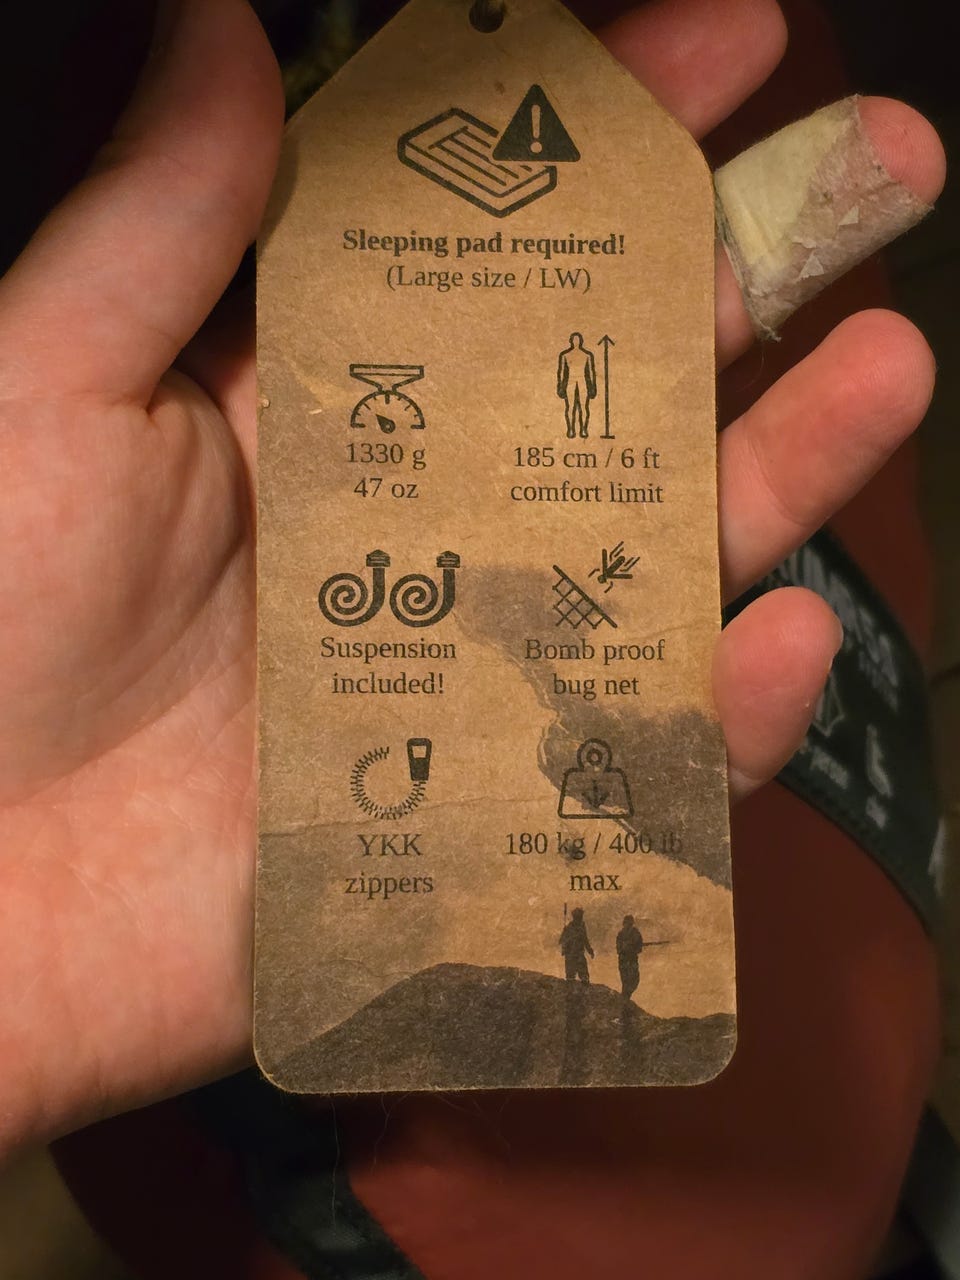 Sleeping pad required!
(Large size / LW)
1330 g
47 oz
185 cm / 6 ft
comfort limit
Suspension
included!
Bomb proof
bug net
YKK
zippers
180 kg / 400 lb
max